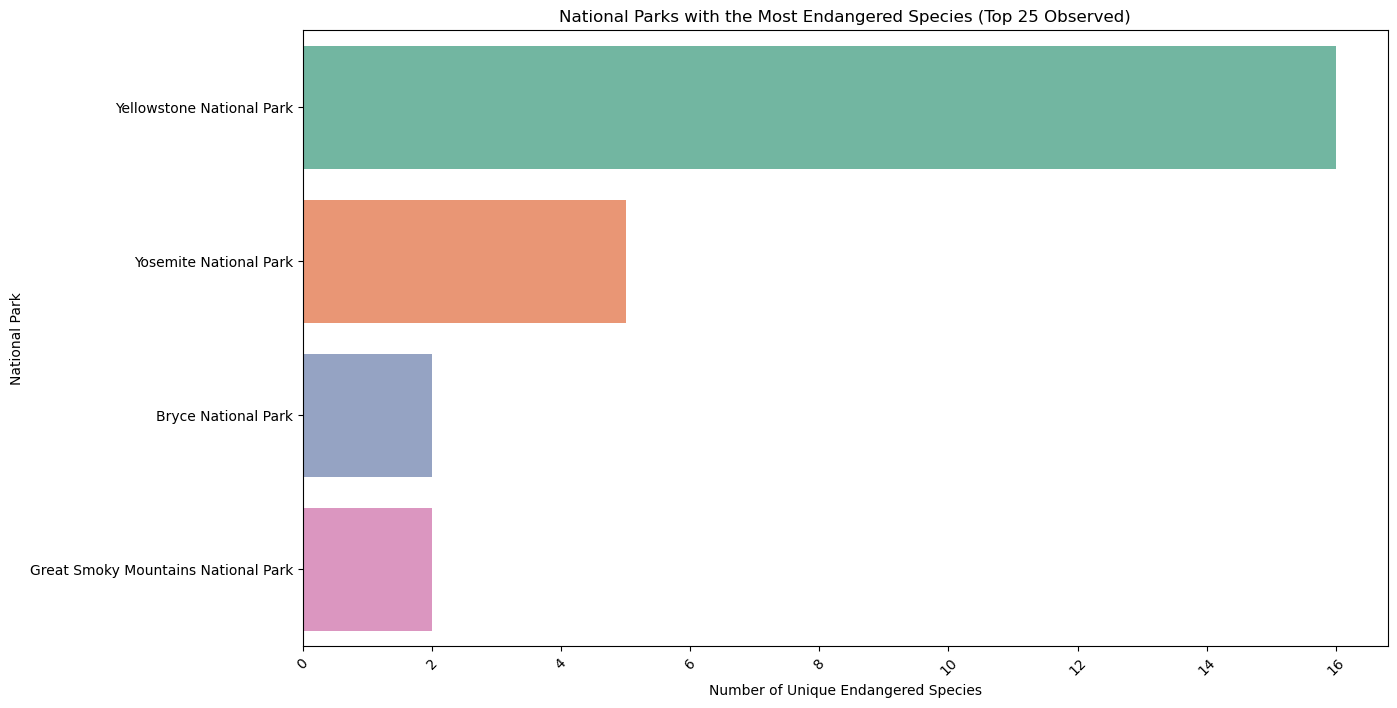 National Parks with the Most Endangered Species (Top 25 Observed)
National Park
Yellowstone National Park
Yosemite National Park
Bryce National Park
Great Smoky Mountains National Park
0 2 4 6 8 10 12 14 16
Number of Unique Endangered Species